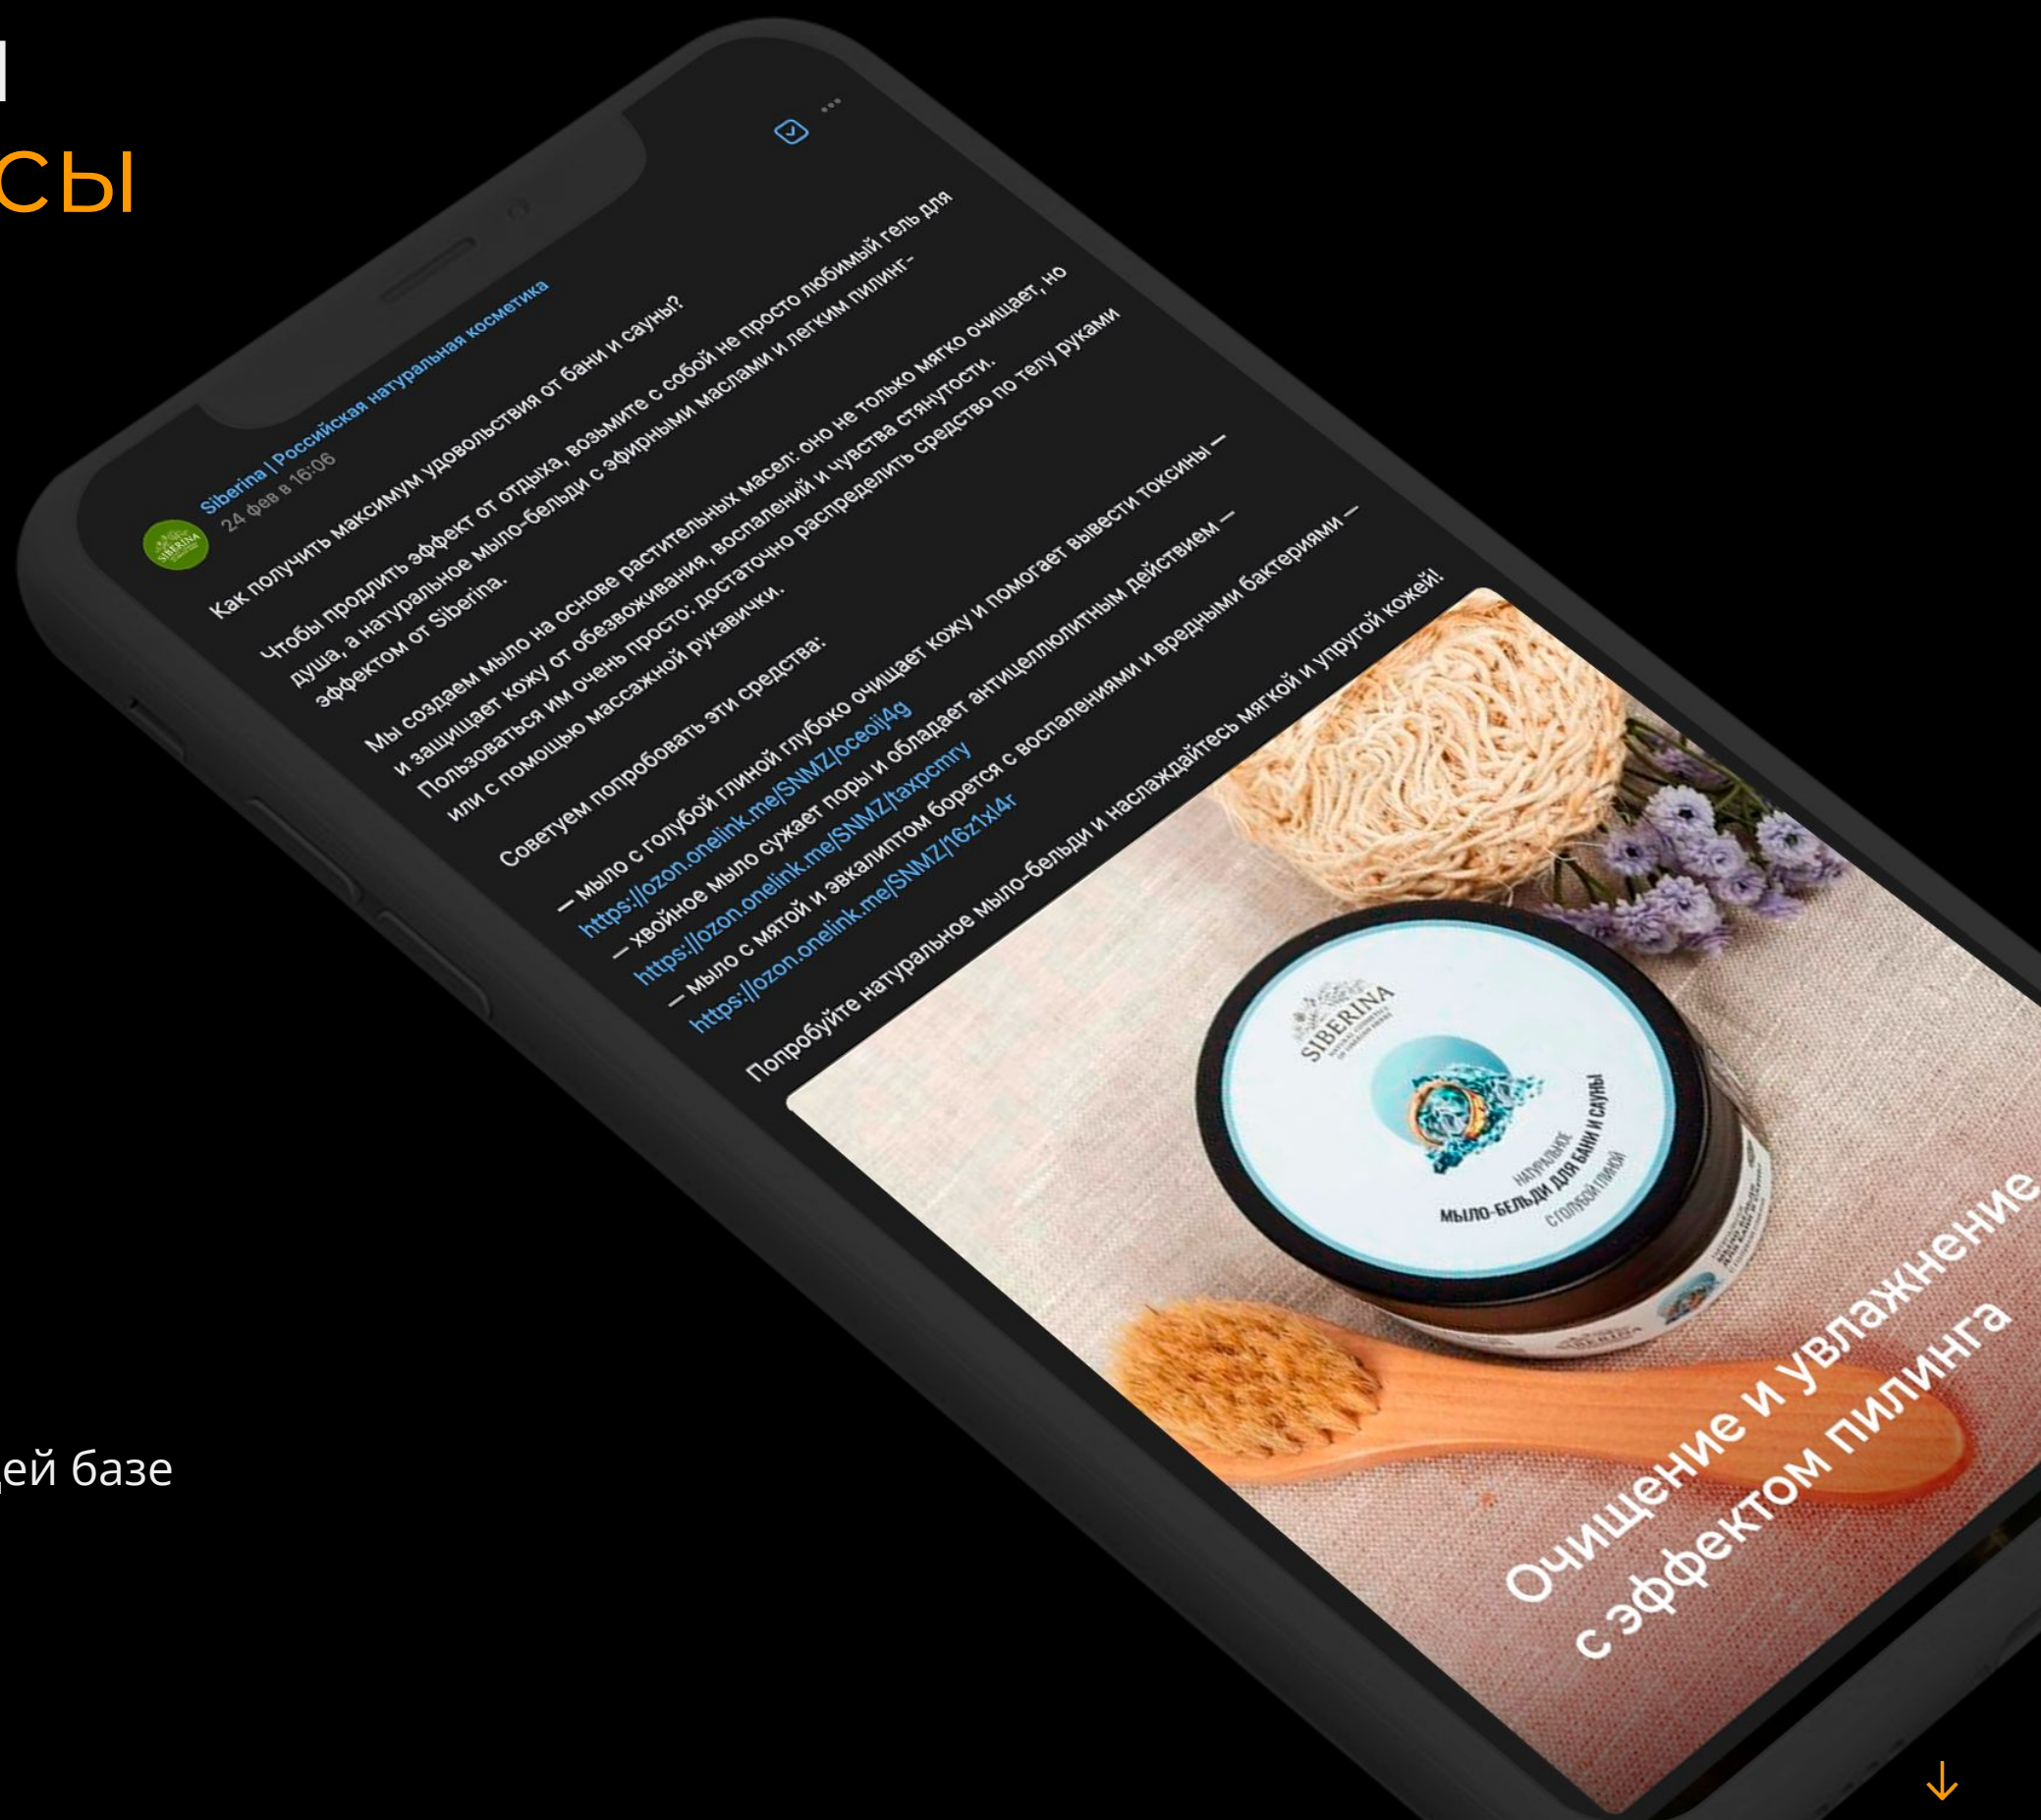 СЫ
Siberina | Российская натуральная косметика
24 фев в 16:06
Как получить максимум удовольствия от бани и сауны?
Чтобы продлить эффект от отдыха, возьмите с собой не просто любимый гель для
душа, а натуральное мыло-бельди с эфирными маслами и легким пилинг-
эффектом от Siberina.
Мы создаем мыло на основе растительных масел: оно не только мягко очищает, но
и защищает кожу от обезвоживания, воспалений и чувства стянутости.
Пользоваться им очень просто: достаточно распределить средство по телу руками
или с помощью массажной рукавички.
Советуем попробовать эти средства:
— мыло с голубой глиной глубоко очищает кожу и помогает вывести токсины —
https://ozon.onelink.me/SNMZ/oceoij4g
— хвойное мыло сужает поры и обладает антицеллюлитным действием —
https://ozon.onelink.me/SNMZ/taxpcmry
— мыло с мятой и эвкалиптом борется с воспалениями и вредными бактериями —
https://ozon.onelink.me/SNMZ/16z1xl4r
Попробуйте натуральное мыло-бельди и наслаждайтесь мягкой и упругой кожей!
SIBERINA
НАТУРАЛЬНОЕ
МЫЛО-БЕЛЬДИ ДЛЯ БАНИ И САУНЫ
С ГОЛУБОЙ ГЛИНОЙ
Очищение и увлажнение
с эффектом пилинга
ей базе